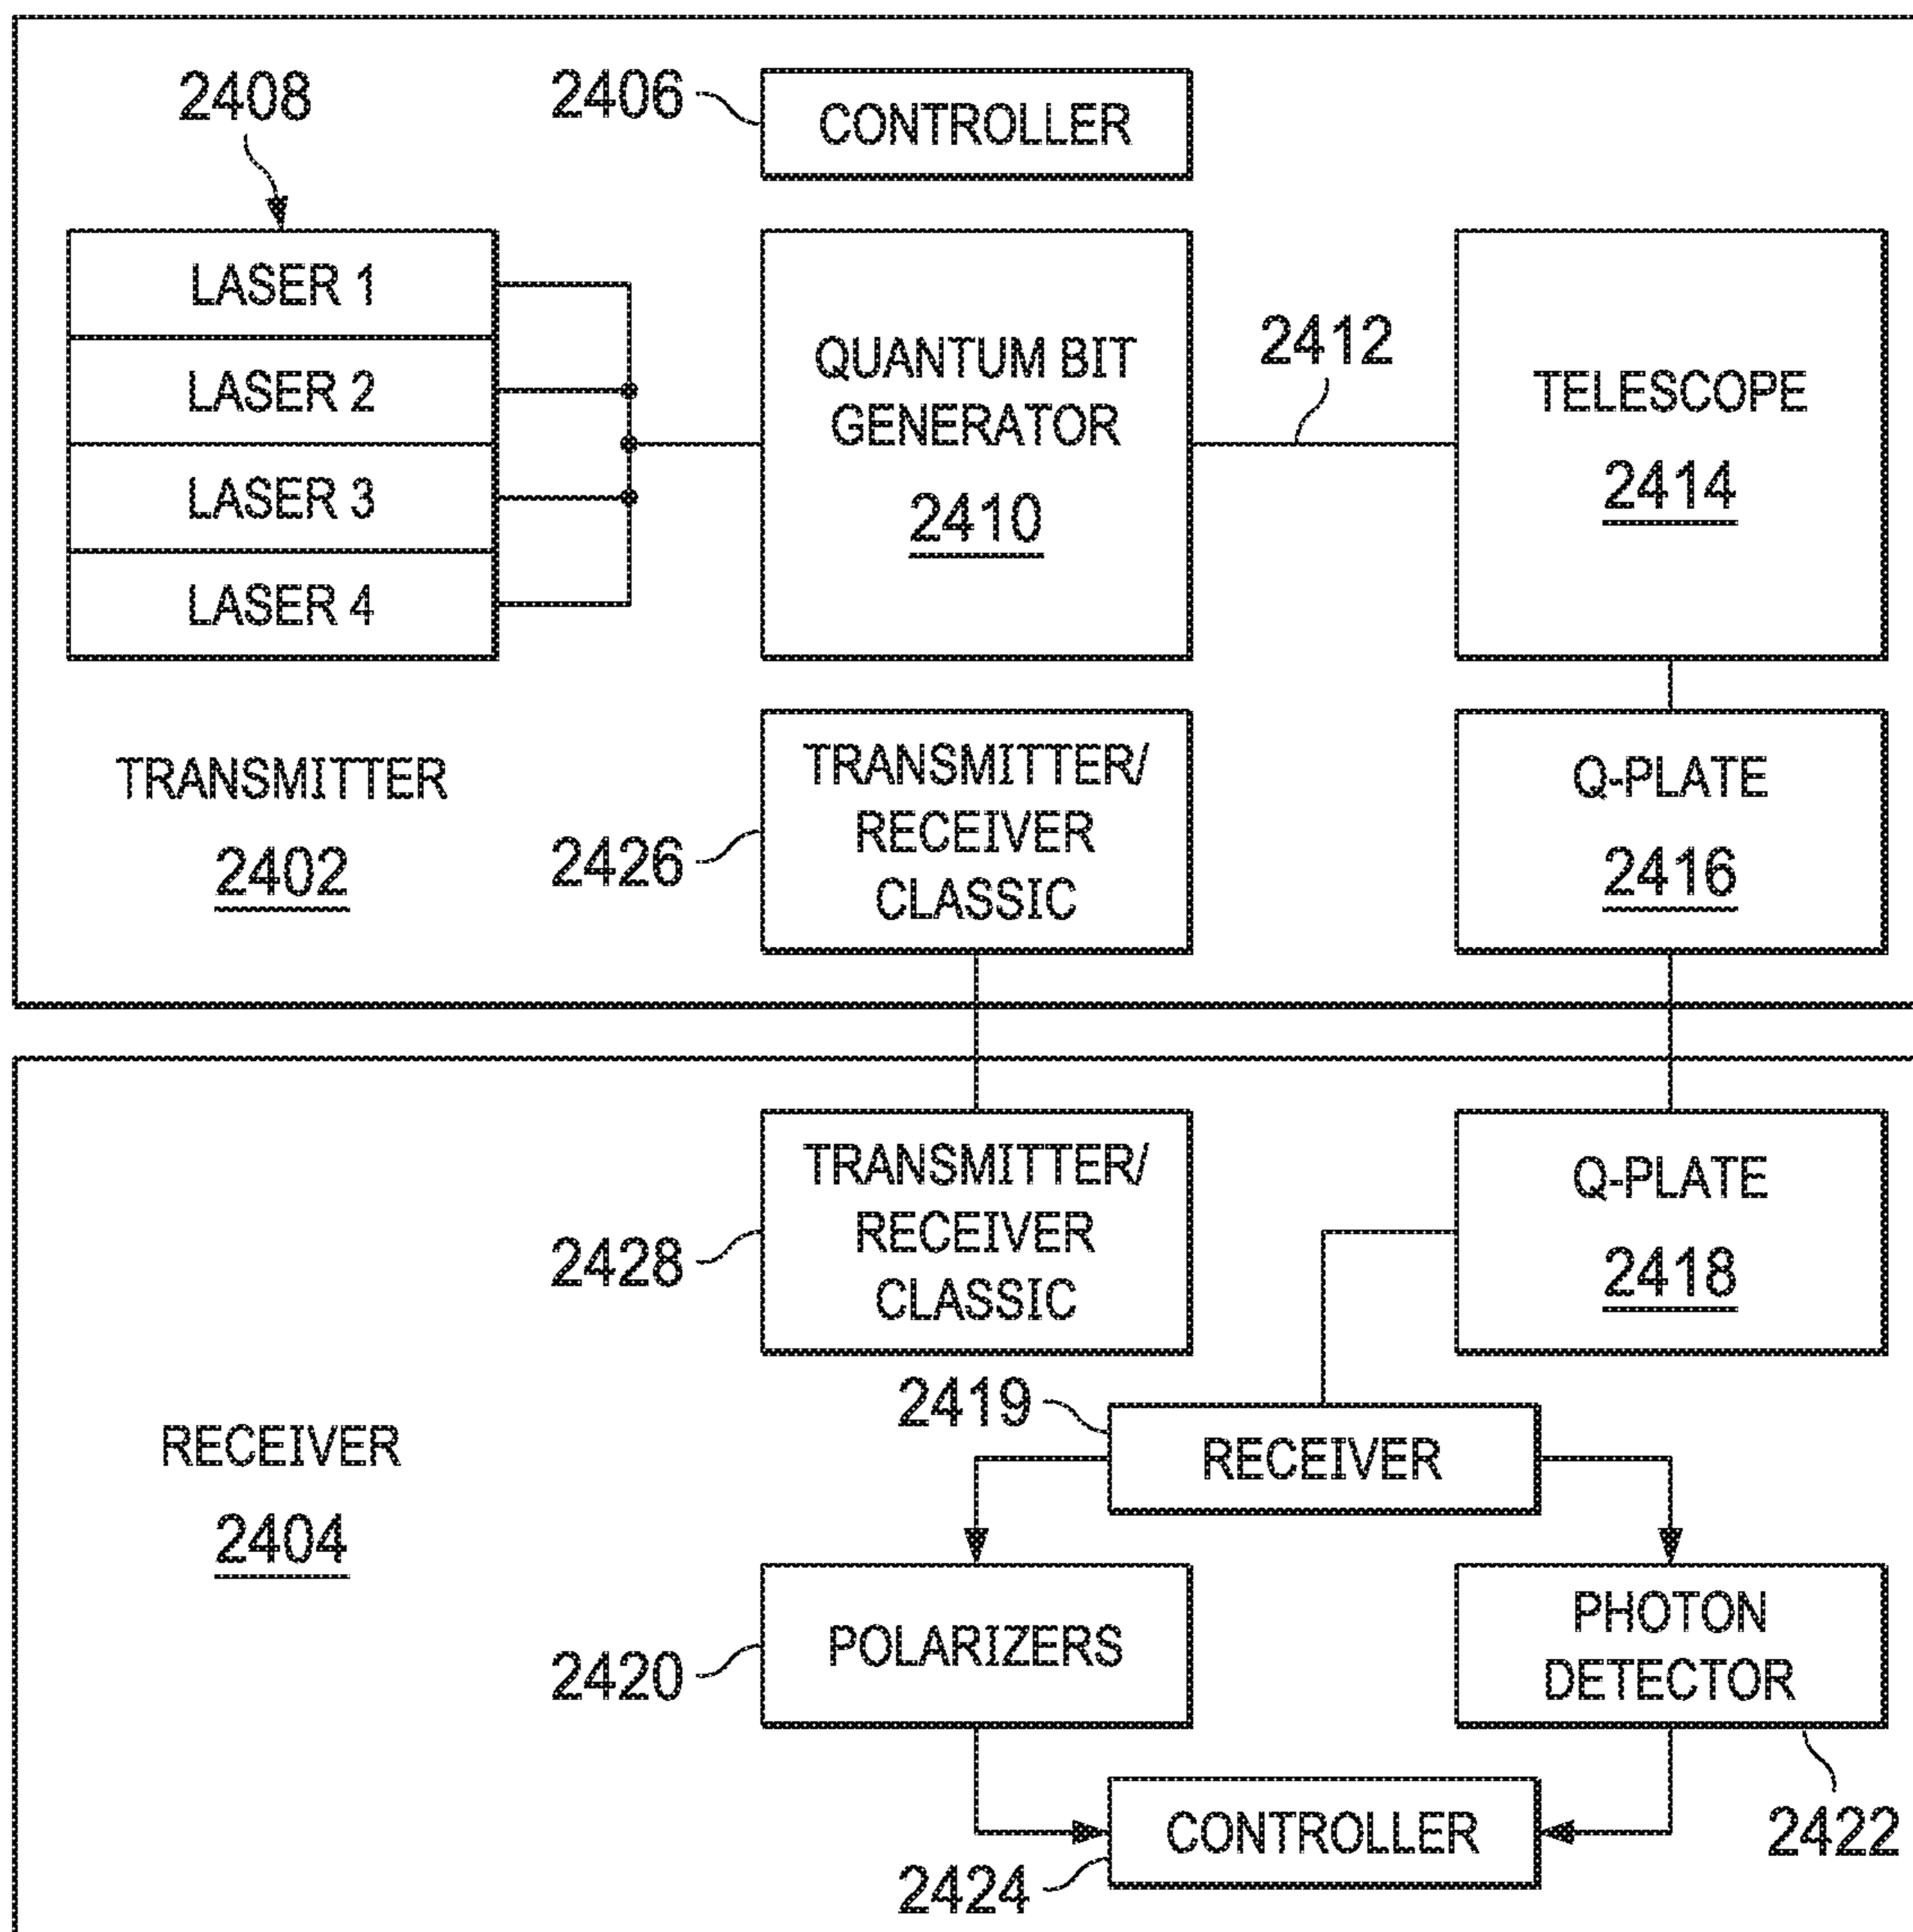 2408
2406
CONTROLLER
LASER 1
LASER 2
LASER 3
LASER 4
QUANTUM BIT
GENERATOR
2410
2412
TELESCOPE
2414
TRANSMITTER
2402
2426
TRANSMITTER/
RECEIVER
CLASSIC
Q-PLATE
2416
2428
TRANSMITTER/
RECEIVER
CLASSIC
Q-PLATE
2418
RECEIVER
2404
2419
RECEIVER
2420
POLARIZERS
PHOTON
DETECTOR
2422
CONTROLLER
2424